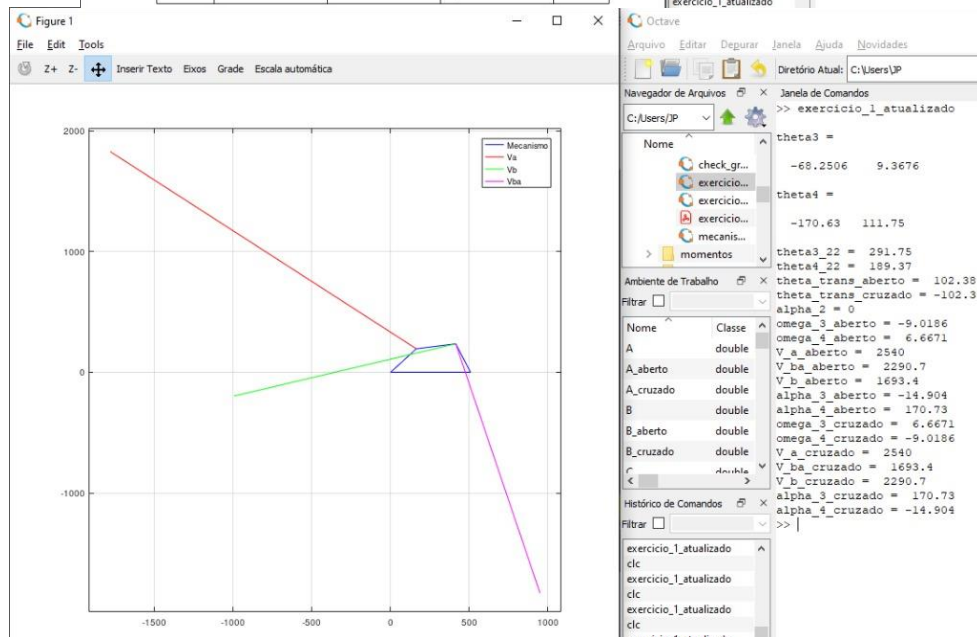 exercicio_1_atualizado
Figure 1
File Edit Tools
Z+ Z- Inserir Texto Eixos Grade Escala automática
2000
1000
0
-1000
-1500 -1000 -500 0 500 1000
Mecanismo
Va
Vb
Vba
Octave
Arquivo Editar Depurar Janela Ajuda Novidades
Diretório Atual: C:\Users\JP
Navegador de Arquivos
C:/Users/JP
Nome
check_gr...
exercicio...
exercicio...
exercicio...
mecanis...
momentos
Ambiente de Trabalho
Filtrar
Nome Classe
A double
A_aberto double
A_cruzado double
B double
B_aberto double
B_cruzado double
Histórico de Comandos
Filtrar
exercicio_1_atualizado
clc
exercicio_1_atualizado
clc
exercicio_1_atualizado
clc
Janela de Comandos
>> exercicio_1_atualizado
theta3 =
-68.2506 9.3676
theta4 =
-170.63 111.75
theta3_22 = 291.75
theta4_22 = 189.37
theta_trans_aberto = 102.38
theta_trans_cruzado = -102.3
alpha_2 = 0
omega_3_aberto = -9.0186
omega_4_aberto = 6.6671
V_a_aberto = 2540
V_ba_aberto = 2290.7
V_b_aberto = 1693.4
alpha_3_aberto = -14.904
alpha_4_aberto = 170.73
omega_3_cruzado = 6.6671
omega_4_cruzado = -9.0186
V_a_cruzado = 2540
V_ba_cruzado = 1693.4
V_b_cruzado = 2290.7
alpha_3_cruzado = 170.73
alpha_4_cruzado = -14.904
>>